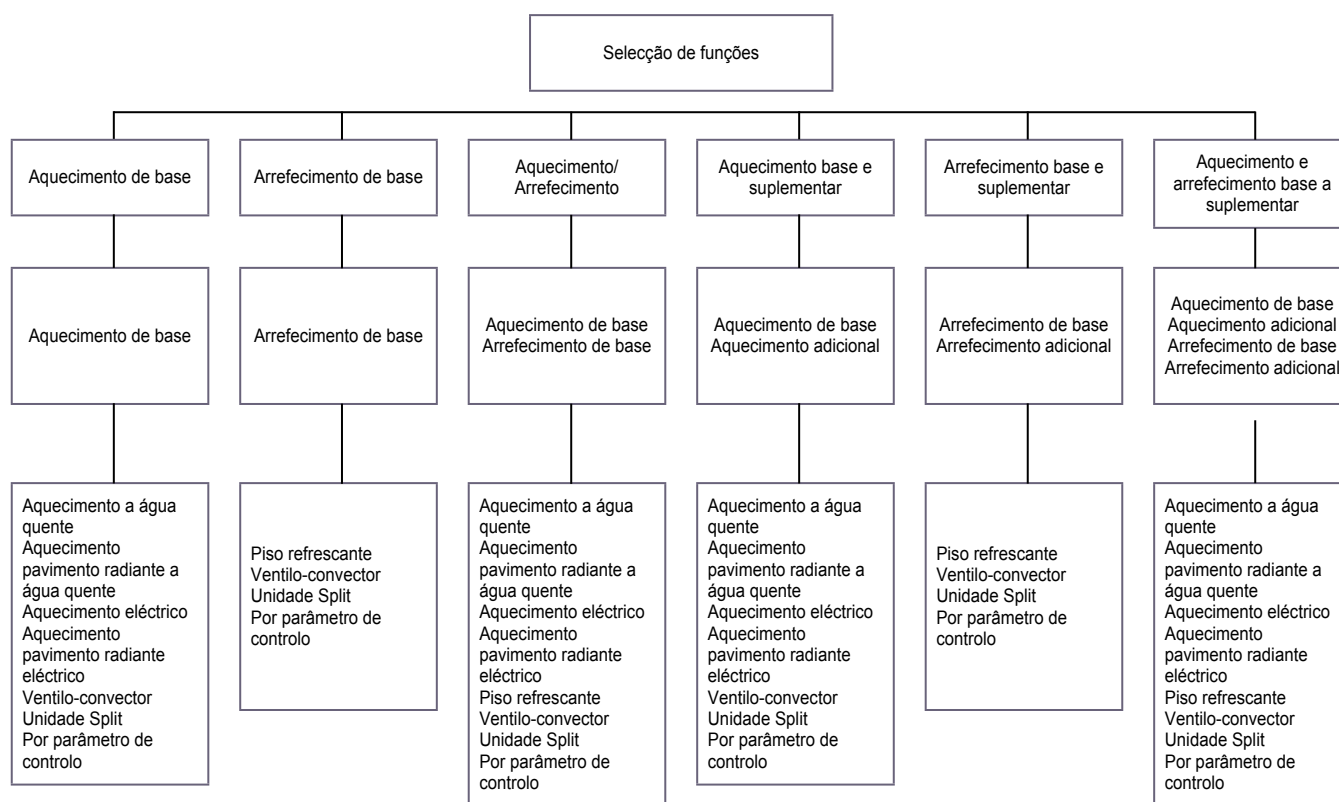 Selecção de funções
Aquecimento de base
Arrefecimento de base
Aquecimento/
Arrefecimento
Aquecimento base e
suplementar
Arrefecimento base e
suplementar
Aquecimento e
arrefecimento base a
suplementar
Aquecimento de base
Arrefecimento de base
Aquecimento de base
Arrefecimento de base
Aquecimento de base
Aquecimento adicional
Arrefecimento de base
Arrefecimento adicional
Aquecimento de base
Aquecimento adicional
Arrefecimento de base
Arrefecimento adicional
Aquecimento a água
quente
Aquecimento
pavimento radiante a
água quente
Aquecimento eléctrico
Aquecimento
pavimento radiante
eléctrico
Ventilo-convector
Unidade Split
Por parâmetro de
controlo
Piso refrescante
Ventilo-convector
Unidade Split
Por parâmetro de
controlo
Aquecimento a água
quente
Aquecimento
pavimento radiante a
água quente
Aquecimento eléctrico
Aquecimento
pavimento radiante
eléctrico
Piso refrescante
Ventilo-convector
Unidade Split
Por parâmetro de
controlo
Aquecimento a água
quente
Aquecimento
pavimento radiante a
água quente
Aquecimento eléctrico
Aquecimento
pavimento radiante
eléctrico
Ventilo-convector
Unidade Split
Por parâmetro de
controlo
Piso refrescante
Ventilo-convector
Unidade Split
Por parâmetro de
controlo
Aquecimento a água
quente
Aquecimento
pavimento radiante a
água quente
Aquecimento eléctrico
Aquecimento
pavimento radiante
eléctrico
Piso refrescante
Ventilo-convector
Unidade Split
Por parâmetro de
controlo